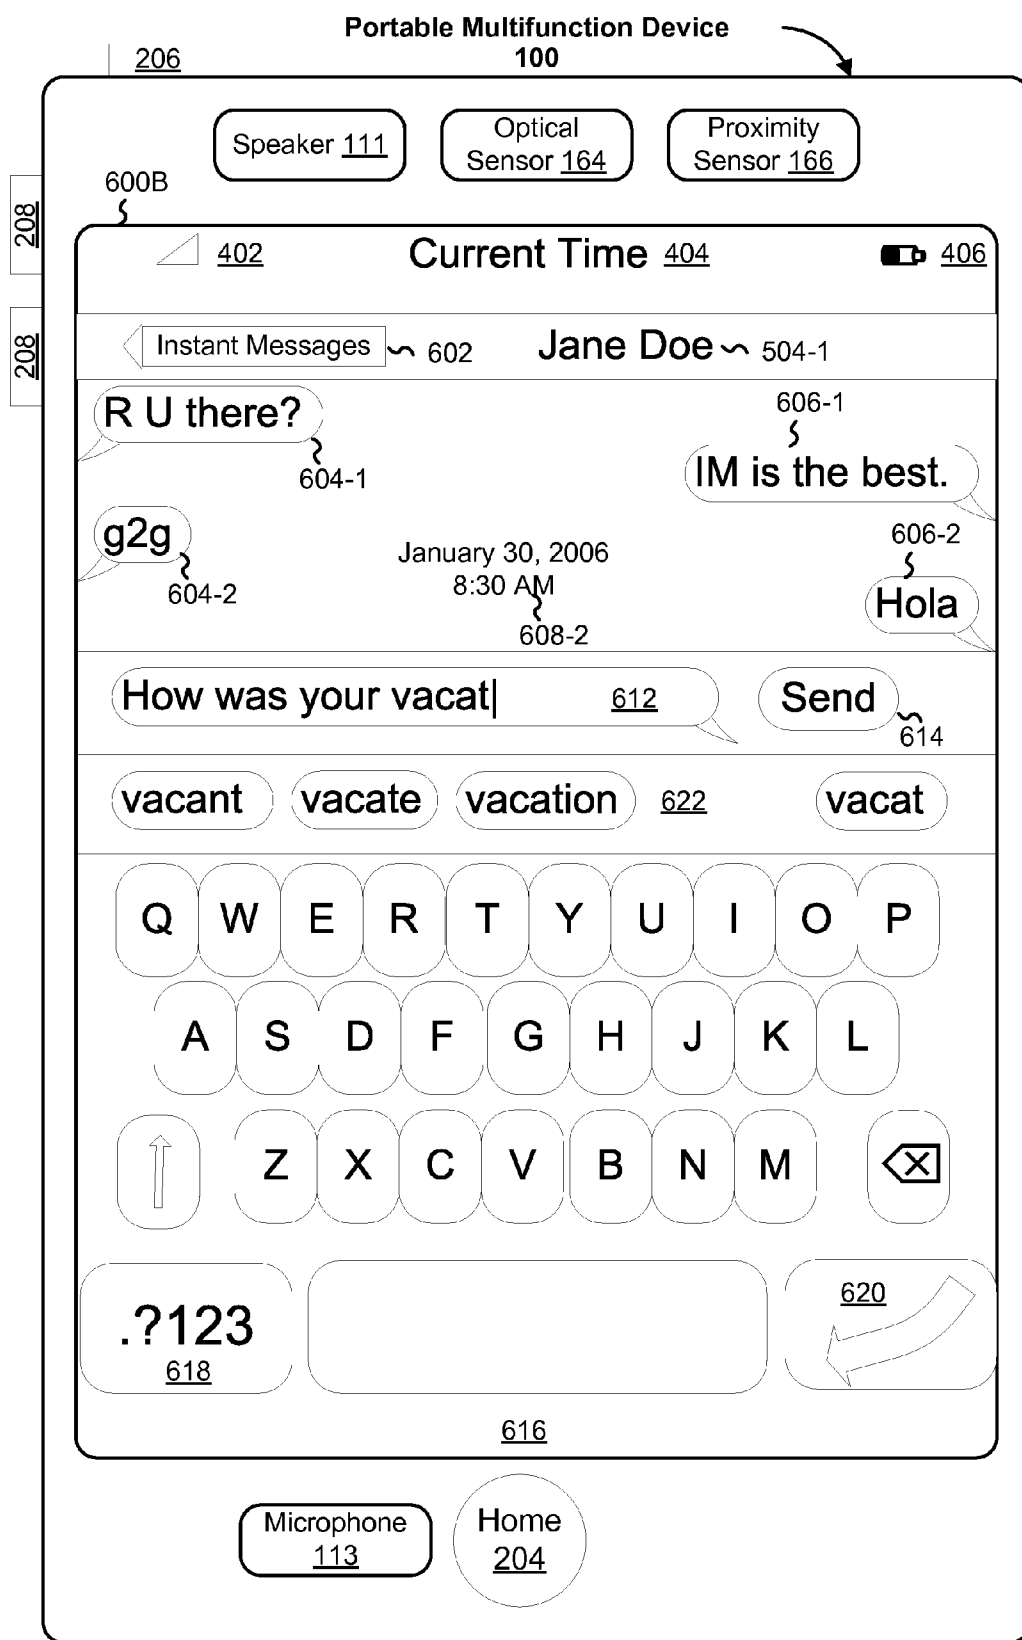 Portable Multifunction Device
100
206
Speaker 111
Optical
Sensor 164
Proximity
Sensor 166
600B
208
208
402
Current Time 404
406
Instant Messages
602
Jane Doe
504-1
R U there?
604-1
606-1
IM is the best.
g2g
604-2
January 30, 2006
8:30 AM
608-2
606-2
Hola
How was your vacat
612
Send
614
vacant
vacate
vacation
622
vacat
Q W E R T Y U I O P
A S D F G H J K L
Z X C V B N M
.?123
618
620
616
Microphone
113
Home
204